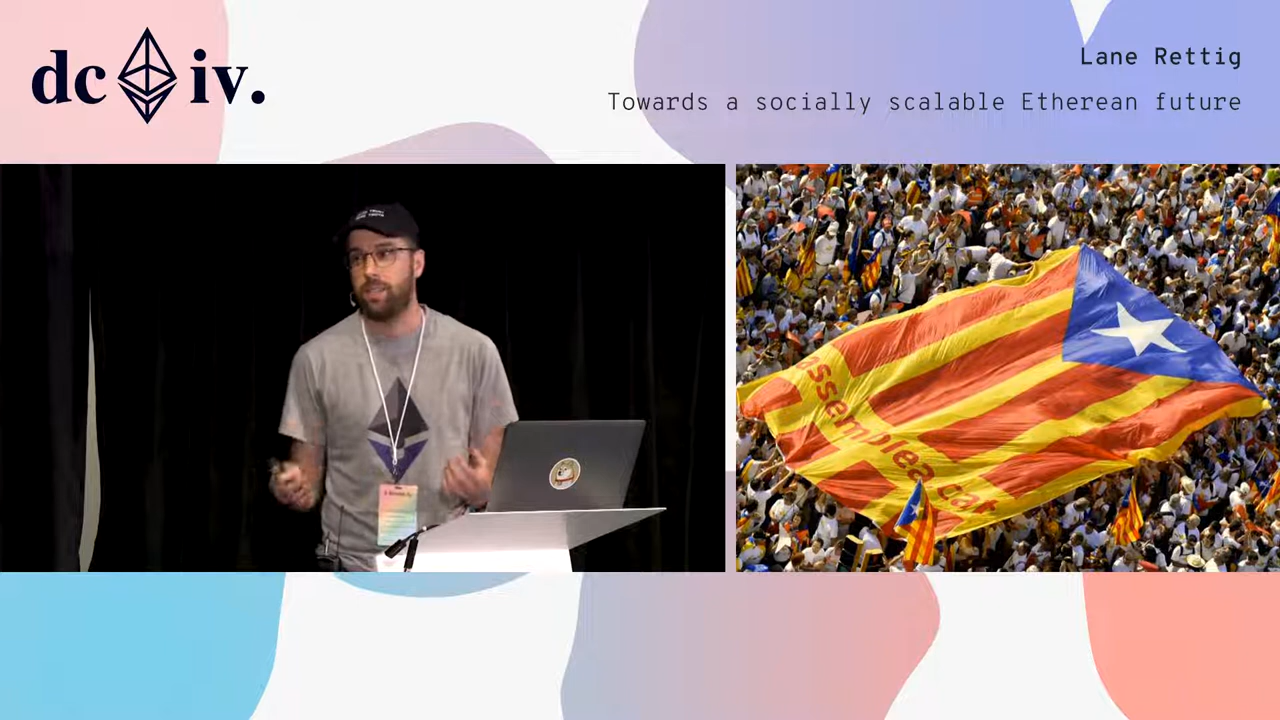 dc iv.
Lane Rettig
Towards a socially scalable Etherean future
assemblea.cat